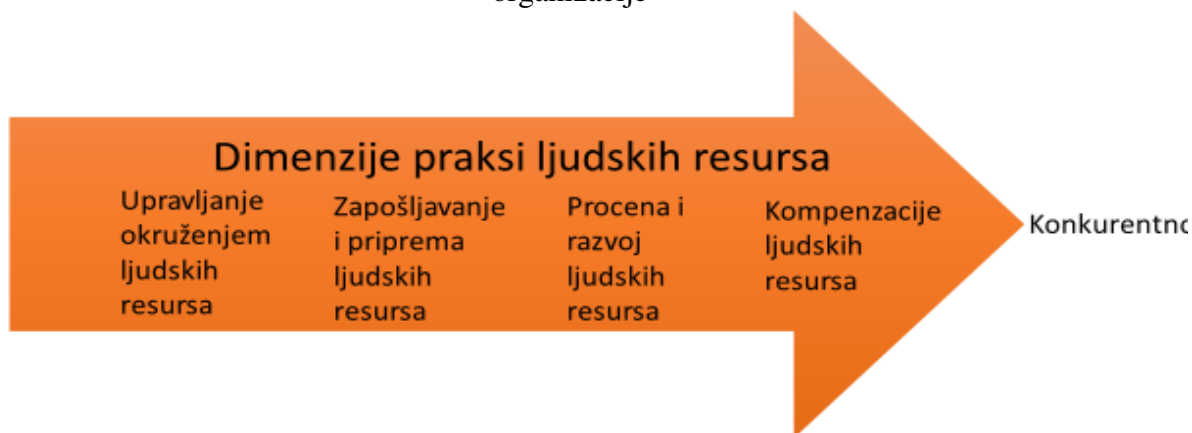 organizacije
Dimenzije praksi ljudskih resursa
Upravljanje
okruženjem
ljudskih
resursa
Zapošljavanje
i priprema
ljudskih
resursa
Procena i
razvoj
ljudskih
resursa
Kompenzacije
ljudskih
resursa